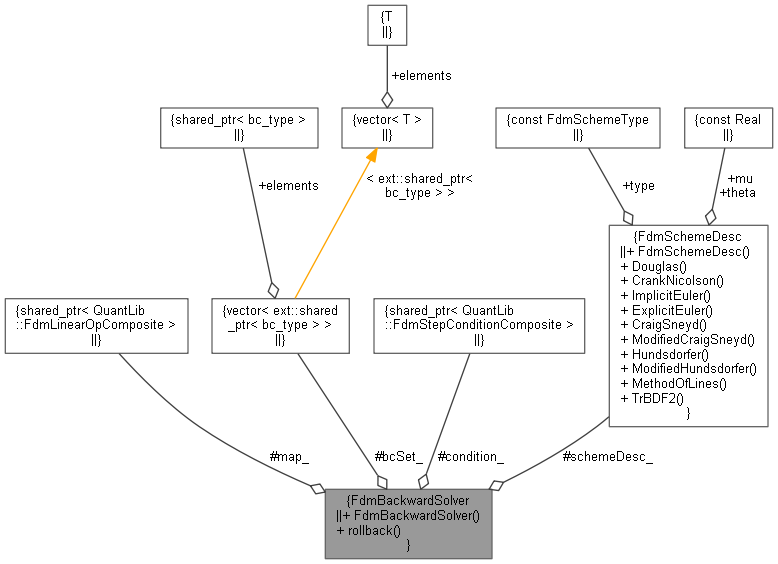 {T
||}
+elements
{shared_ptr< bc_type >
||}
{vector< T >
||}
{const FdmSchemeType
||}
{const Real
||}
+elements
< ext::shared_ptr<
bc_type > >
+type
+mu
+theta
{shared_ptr< QuantLib
::FdmLinearOpComposite >
||}
{vector< ext::shared
_ptr< bc_type > >
||}
{shared_ptr< QuantLib
::FdmStepConditionComposite >
||}
{FdmSchemeDesc
||+ FdmSchemeDesc()
+ Douglas()
+ CrankNicolson()
+ ImplicitEuler()
+ ExplicitEuler()
+ CraigSneyd()
+ ModifiedCraigSneyd()
+ Hundsdorfer()
+ ModifiedHundsdorfer()
+ MethodOfLines()
+ TrBDF2()
}
#map_
#bcSet_
#condition_
#schemeDesc_
{FdmBackwardSolver
||+ FdmBackwardSolver()
+ rollback()
}